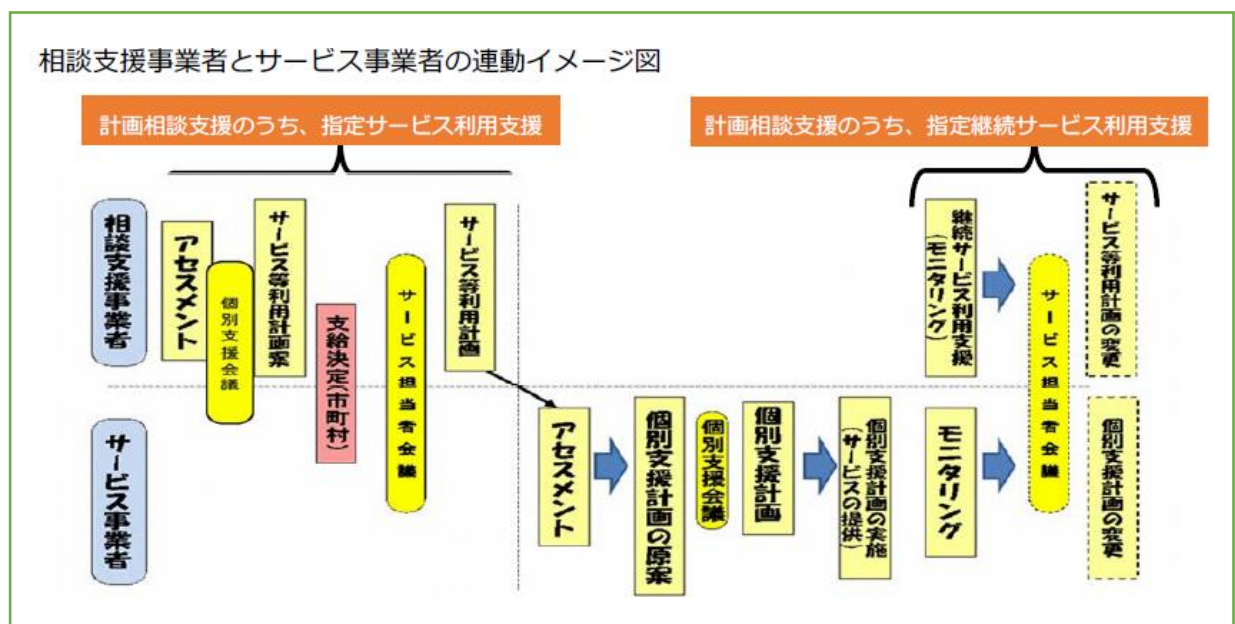 相談支援事業者とサービス事業者の連動イメージ図
計画相談支援のうち、指定サービス利用支援
計画相談支援のうち、指定継続サービス利用支援
相談支援事業者
アセスメント
個別支援会議
サービス等利用計画案
支給決定(市町村)
サービス担当者会議
サービス等利用計画
継続サービス利用支援
(モニタリング)
サービス担当者会議
サービス等利用計画の変更
サービス事業者
アセスメント
個別支援計画の原案
個別支援会議
個別支援計画
個別支援計画の実施
(サービスの提供)
モニタリング
個別支援計画の変更